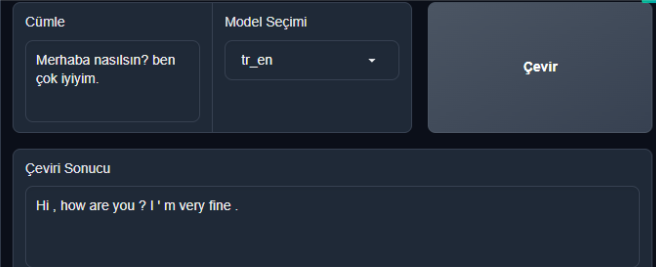 Cümle
Merhaba nasılsın? ben
çok iyiyim.
Model Seçimi
tr_en
Çevir
Çeviri Sonucu
Hi , how are you ? I ' m very fine .